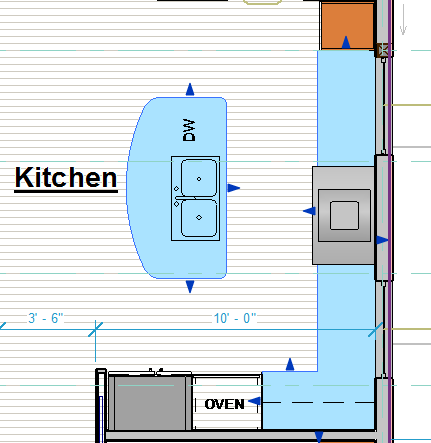 DW
Kitchen
3' - 6"
10' - 0"
OVEN